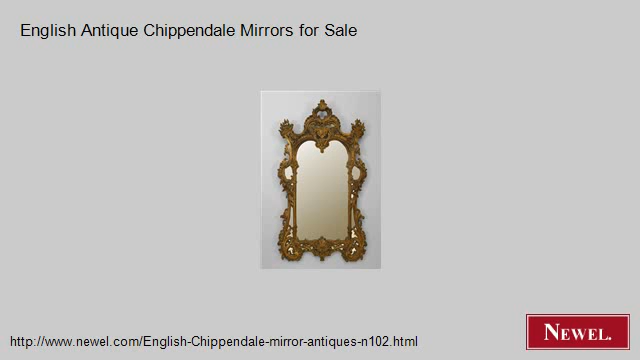 English Antique Chippendale Mirrors for Sale
http://www.newel.com/English-Chippendale-mirror-antiques-n102.html
NEWEL.